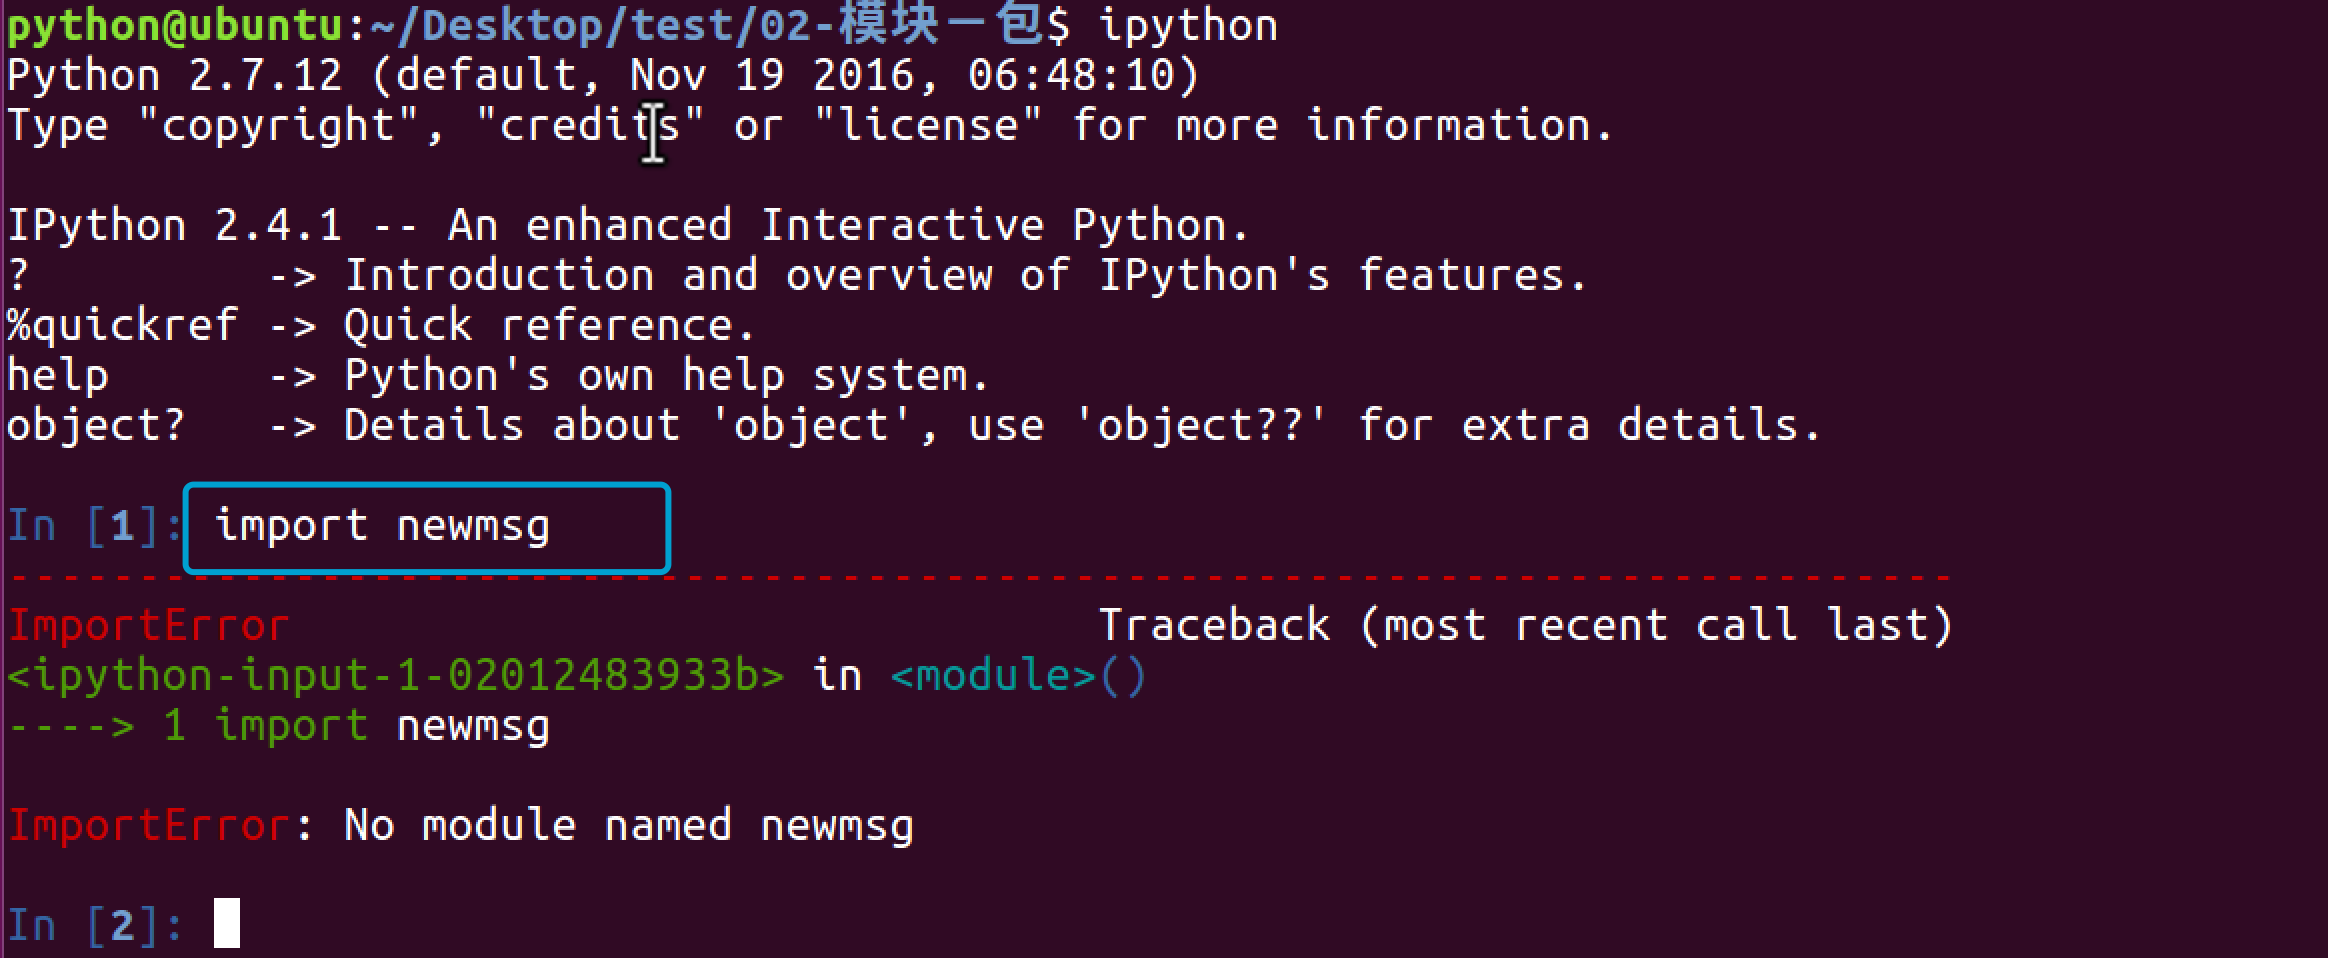 python@ubuntu:~/Desktop/test/02-模块－包$ ipython
Python 2.7.12 (default, Nov 19 2016, 06:48:10)
Type "copyright", "credits" or "license" for more information.
IPython 2.4.1 -- An enhanced Interactive Python.
?         -> Introduction and overview of IPython's features.
%quickref -> Quick reference.
help      -> Python's own help system.
object?   -> Details about 'object', use 'object??' for extra details.
In [1]: import newmsg
---------------------------------------------------------------------------
ImportError                               Traceback (most recent call last)
<ipython-input-1-02012483933b> in <module>()
----> 1 import newmsg
ImportError: No module named newmsg
In [2]: